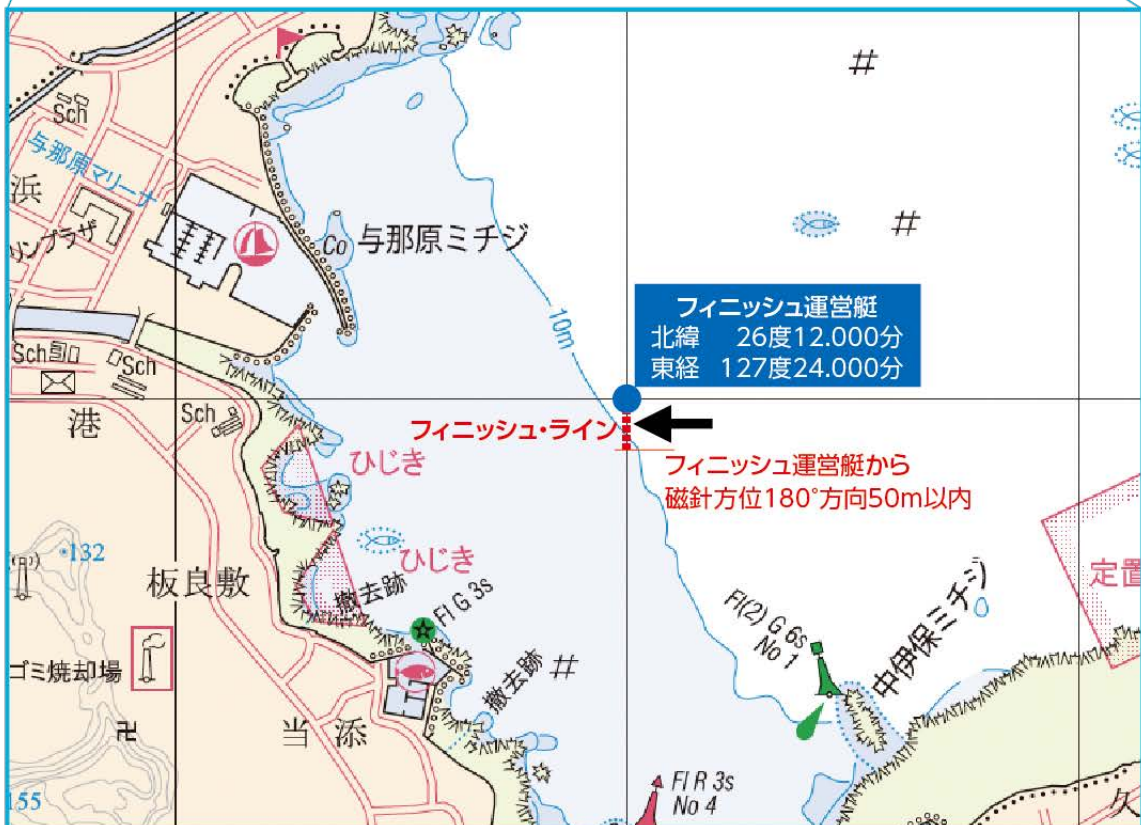 Sch
与那原マリーナ
浜
リンプラザ
Co
与那原ミチジ
10m
フィニッシュ運営艇
北緯 26度12.000分
東経 127度24.000分
Sch
Sch
港
Sch
フィニッシュ・ライン
フィニッシュ運営艇から
磁針方位180°方向50m以内
ひじき
ひじき
撤去跡
132
板良敷
Fl G 3s
定置
Fl(2) G 6s
No 1
中伊保ミチジ
ゴミ焼却場
撤去跡
当添
Fl R 3s
No 4
155
久